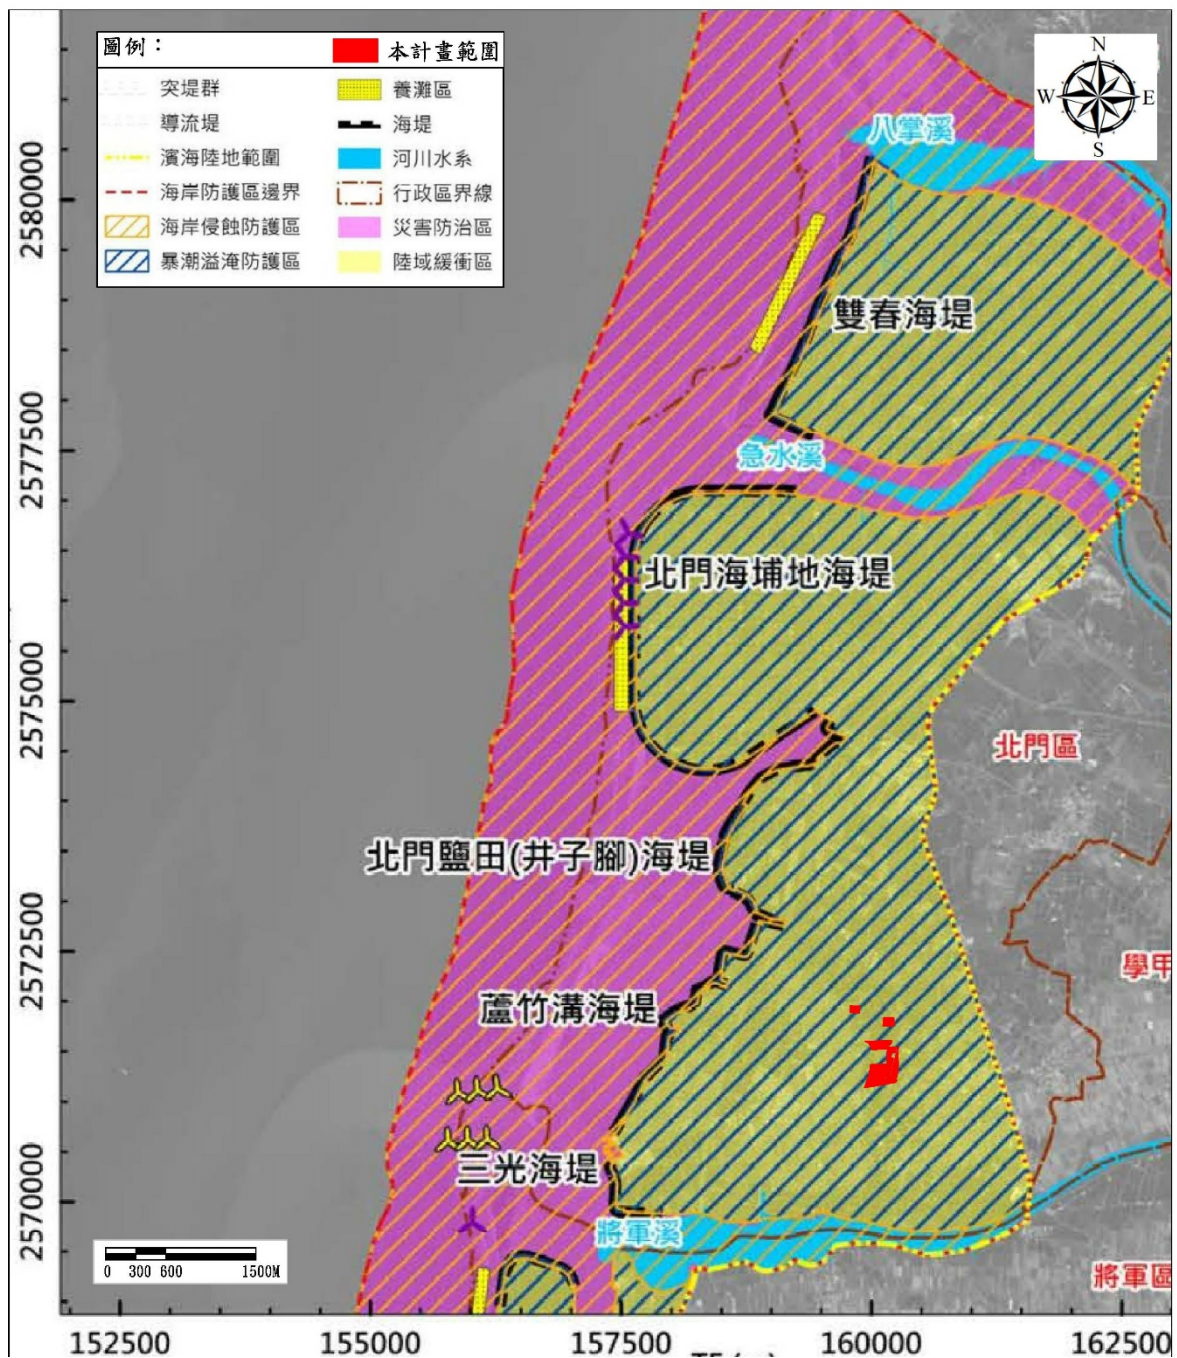 圖例：
本計畫範圍
突堤群
養灘區
導流堤
海堤
濱海陸地範圍
河川水系
海岸防護區邊界
行政區界線
海岸侵蝕防護區
災害防治區
暴潮溢淹防護區
陸域緩衝區
N
W
E
S
八掌溪
2580000
雙春海堤
2577500
急水溪
北門海埔地海堤
2575000
北門區
北門鹽田(井子腳)海堤
2572500
學甲
蘆竹溝海堤
三光海堤
2570000
將軍溪
將軍區
0 300 600 1500M
152500 155000 157500 160000 162500